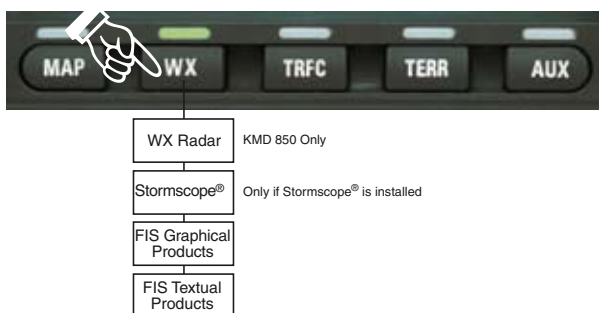 MAP WX TRFC TERR AUX
WX Radar KMD 850 Only
Stormscope® Only if Stormscope® is installed
FIS Graphical
Products
FIS Textual
Products